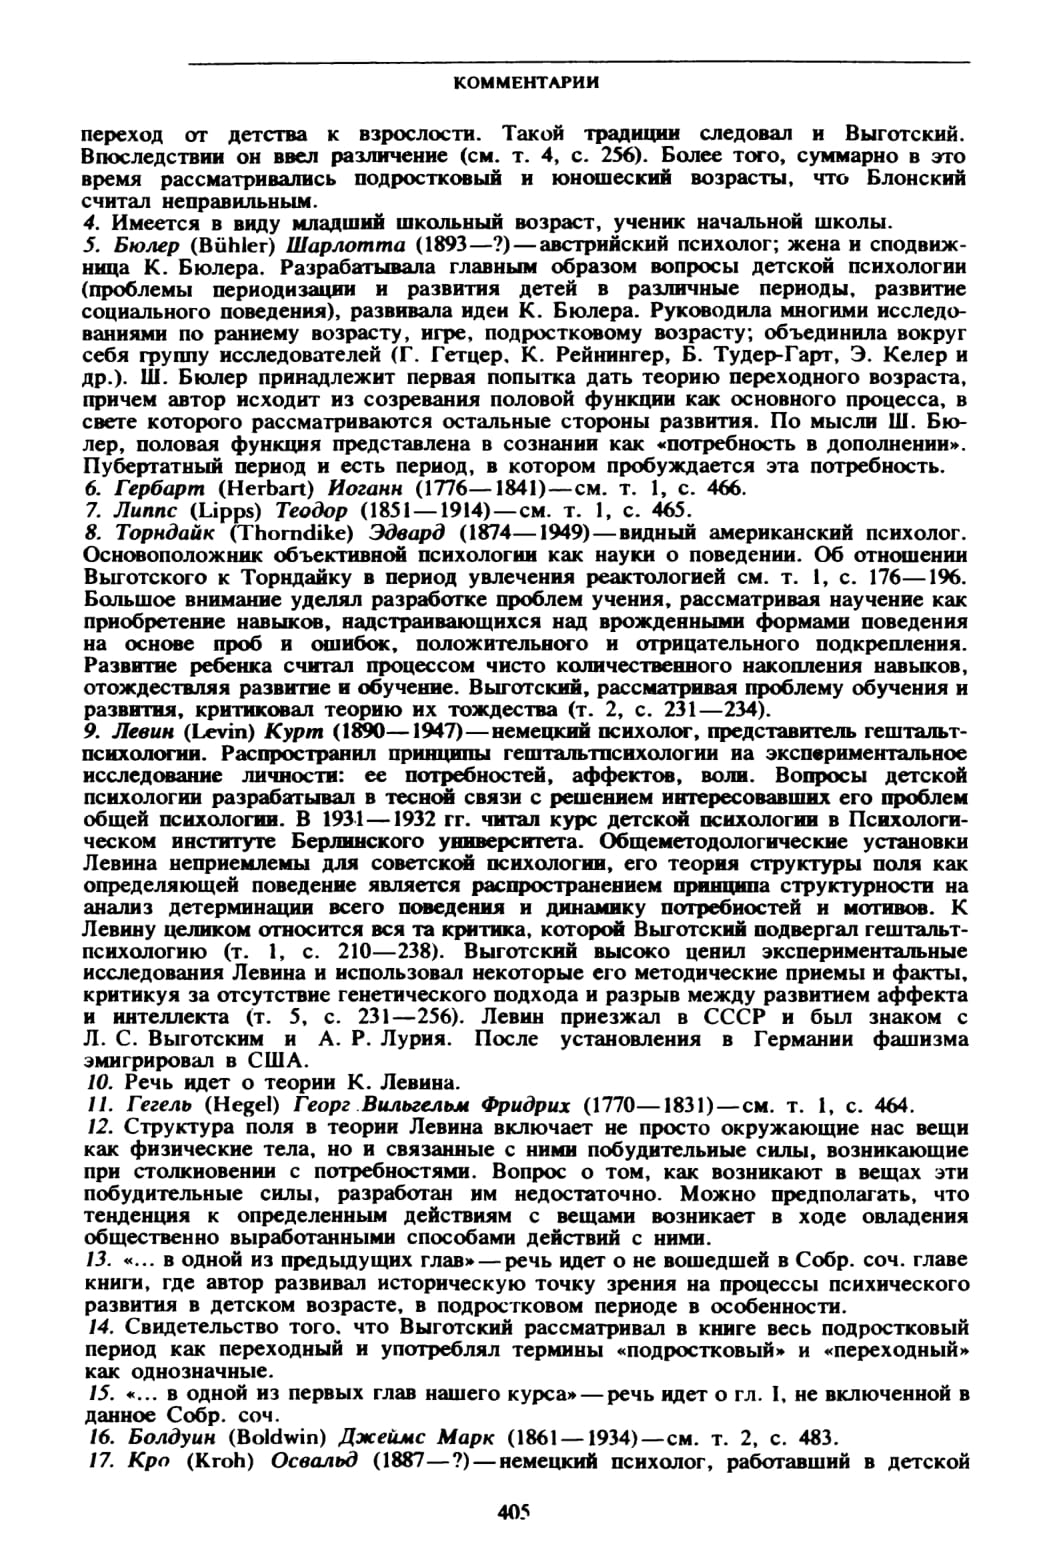 КОММЕНТАРИИ
переход от детства к взрослости. Такой традиции следовал и Выготский.
Впоследствии он ввел различение (см. т. 4, с. 256). Более того, суммарно в это
время рассматривались подростковый и юношеский возрасты, что Блонский
считал неправильным.
4. Имеется в виду младший школьный возраст, ученик начальной школы.
5. Бюлер (Bühler) Шарлотта (1893—?)—австрийский психолог; жена и сподвиж-
ница К. Бюлера. Разрабатывала главным образом вопросы детской психологии
(проблемы периодизации и развития детей в различные периоды, развитие
социального поведения), развивала идеи К. Бюлера. Руководила многими исследо-
ваниями по раннему возрасту, игре, подростковому возрасту; объединила вокруг
себя группу исследователей (Г. Гетцер, К. Рейнингер, Б. Тудер-Гарт, Э. Келер и
др.). Ш. Бюлер принадлежит первая попытка дать теорию переходного возраста,
причем автор исходит из созревания половой функции как основного процесса, в
свете которого рассматриваются остальные стороны развития. По мысли Ш. Бю-
лер, половая функция представлена в сознании как «потребность в дополнении».
Пубертатный период и есть период, в котором пробуждается эта потребность.
6. Гербарт (Herbart) Иоганн (1776—1841)—см. т. 1, с. 466.
7. Липпс (Lipps) Теодор (1851—1914)—см. т. 1, с. 465.
8. Торндайк (Thorndike) Эдвард (1874—1949)—видный американский психолог.
Основоположник объективной психологии как науки о поведении. Об отношении
Выготского к Торндайку в период увлечения реактологией см. т. 1, с. 176—196.
Большое внимание уделял разработке проблем учения, рассматривая научение как
приобретение навыков, надстраивающихся над врожденными формами поведения
на основе проб и ошибок, положительного и отрицательного подкрепления.
Развитие ребенка считал процессом чисто количественного накопления навыков,
отождествляя развитие и обучение. Выготский, рассматривая проблему обучения и
развития, критиковал теорию их тождества (т. 2, с. 231—234).
9. Левин (Levin) Курт (1890—1947)—немецкий психолог, представитель гештальт-
психологии. Распространил принципы гештальтпсихологии на экспериментальное
исследование личности: ее потребностей, аффектов, воли. Вопросы детской
психологии разрабатывал в тесной связи с решением интересовавших его проблем
общей психологии. В 1931—1932 гг. читал курс детской психологии в Психологи-
ческом институте Берлинского университета. Общеметодологические установки
Левина неприемлемы для советской психологии, его теория структуры поля как
определяющей поведение является распространением принципа структурности на
анализ детерминации всего поведения и динамику потребностей и мотивов. К
Левину целиком относится вся та критика, которой Выготский подвергал гештальт-
психологию (т. 1, с. 210—238). Выготский высоко ценил экспериментальные
исследования Левина и использовал некоторые его методические приемы и факты,
критикуя за отсутствие генетического подхода и разрыв между развитием аффекта
и интеллекта (т. 5, с. 231—256). Левин приезжал в СССР и был знаком с
Л. С. Выготским и А. Р. Лурия. После установления в Германии фашизма
эмигрировал в США.
10. Речь идет о теории К. Левина.
11. Гегель (Hegel) Георг Вильгельм Фридрих (1770—1831)—см. т. 1, с. 464.
12. Структура поля в теории Левина включает не просто окружающие нас вещи
как физические тела, но и связанные с ними побудительные силы, возникающие
при столкновении с потребностями. Вопрос о том, как возникают в вещах эти
побудительные силы, разработан им недостаточно. Можно предполагать, что
тенденция к определенным действиям с вещами возникает в ходе овладения
общественно выработанными способами действий с ними.
13. «... в одной из предыдущих глав»—речь идет о не вошедшей в Собр. соч. главе
книги, где автор развивал историческую точку зрения на процессы психического
развития в детском возрасте, в подростковом периоде в особенности.
14. Свидетельство того, что Выготский рассматривал в книге весь подростковый
период как переходный и употреблял термины «подростковый» и «переходный»
как однозначные.
15. «... в одной из первых глав нашего курса»—речь идет о гл. I, не включенной в
данное Собр. соч.
16. Болдуин (Boldwin) Джеймс Марк (1861—1934)—см. т. 2, с. 483.
17. Кро (Kroh) Освальд (1887—?)—немецкий психолог, работавший в детской
405